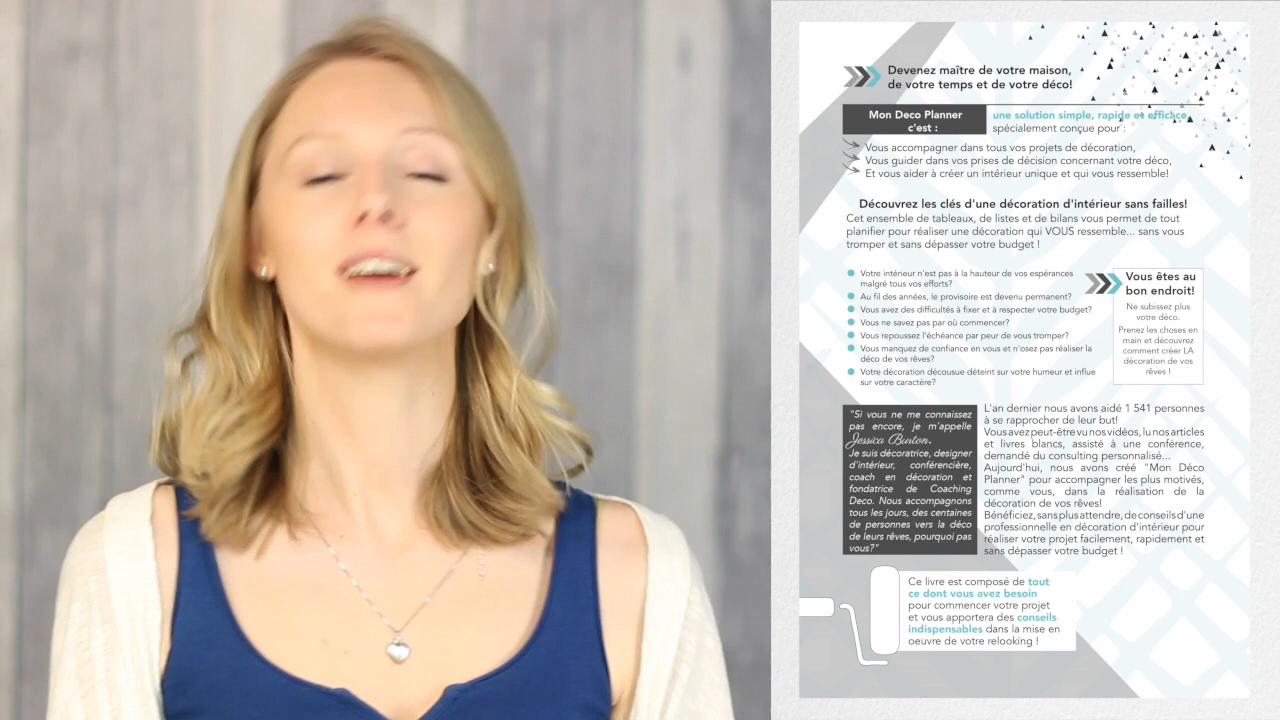 Devenez maître de votre maison,
de votre temps et de votre déco!
Mon Deco Planner
c'est :
une solution simple, rapide et efficace
spécialement conçue pour :
Vous accompagner dans tous vos projets de décoration,
Vous guider dans vos prises de décision concernant votre déco,
Et vous aider à créer un intérieur unique et qui vous ressemble!
Découvrez les clés d'une décoration d'intérieur sans failles!
Cet ensemble de tableaux, de listes et de bilans vous permet de tout
planifier pour réaliser une décoration qui VOUS ressemble... sans vous
tromper et sans dépasser votre budget !
Votre intérieur n'est pas à la hauteur de vos espérances
malgré tous vos efforts?
Au fil des années, le provisoire est devenu permanent?
Vous avez des difficultés à fixer et à respecter votre budget?
Vous ne savez pas par où commencer?
Vous repoussez l'échéance par peur de vous tromper?
Vous manquez de confiance en vous et n'osez pas réaliser la
déco de vos rêves?
Votre décoration décousue déteint sur votre humeur et influe
sur votre caractère?
Vous êtes au
bon endroit!
Ne subissez plus
votre déco.
Prenez les choses en
main et découvrez
comment créer LA
décoration de vos
rêves !
"Si vous ne me connaissez
pas encore, je m'appelle
Jessica Burton.
Je suis décoratrice, designer
d'intérieur, conférencière,
coach en décoration et
fondatrice de Coaching
Deco. Nous accompagnons
tous les jours, des centaines
de personnes vers la déco
de leurs rêves, pourquoi pas
vous?"
L'an dernier nous avons aidé 1 541 personnes
à se rapprocher de leur but!
Vous avez peut-être vu nos vidéos, lu nos articles
et livres blancs, assisté à une conférence,
demandé du consulting personnalisé...
Aujourd'hui, nous avons créé "Mon Déco
Planner" pour accompagner les plus motivés,
comme vous, dans la réalisation de la
décoration de vos rêves!
Bénéficiez, sans plus attendre, de conseils d'une
professionnelle en décoration d'intérieur pour
réaliser votre projet facilement, rapidement et
sans dépasser votre budget !
Ce livre est composé de tout
ce dont vous avez besoin
pour commencer votre projet
et vous apportera des conseils
indispensables dans la mise en
oeuvre de votre relooking !